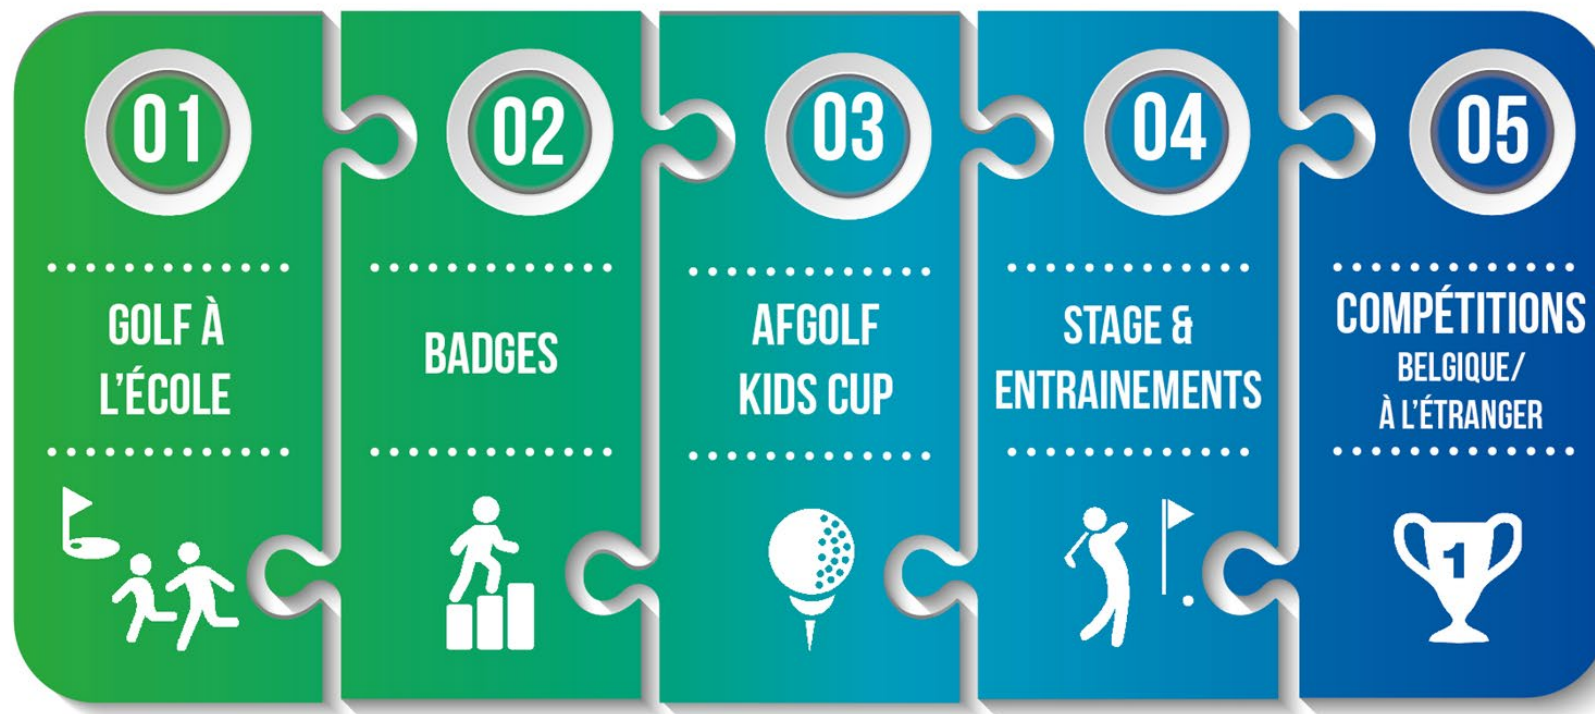 01
GOLF À
L'ÉCOLE
02
BADGES
03
AFGOLF
KIDS CUP
04
STAGE &
ENTRAINEMENTS
05
COMPÉTITIONS
BELGIQUE/
À L'ÉTRANGER
1